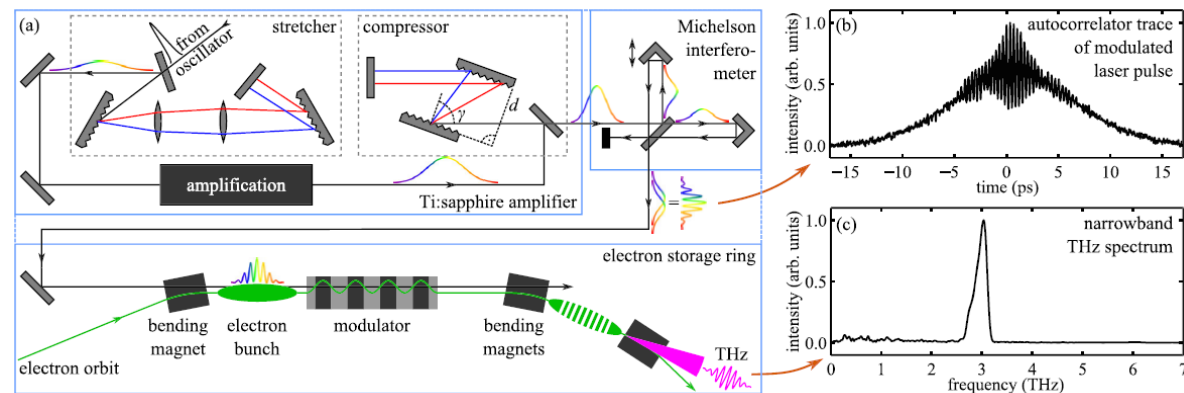 (a)
from
oscillator
stretcher
compressor
d
γ
amplification
Ti:sapphire amplifier
Michelson
interfero-
meter
=
electron storage ring
bending
magnet
electron
bunch
modulator
bending
magnets
THz
electron orbit
(b)
autocorrelator trace
of modulated
laser pulse
intensity (arb. units)
1.0
0.5
0.0
−15
−10
−5
0
5
10
15
time (ps)
(c)
narrowband
THz spectrum
intensity (arb. units)
1.0
0.5
0.0
0
1
2
3
4
5
6
7
frequency (THz)